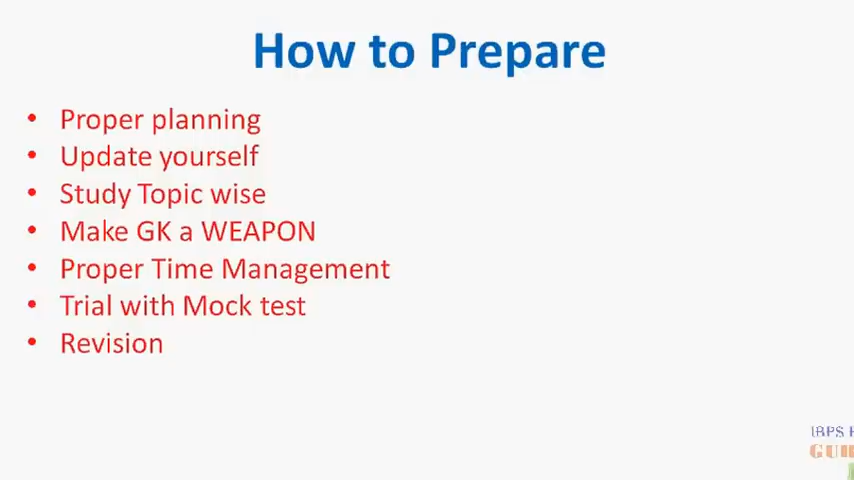 How to Prepare
• Proper planning
• Update yourself
• Study Topic wise
• Make GK a WEAPON
• Proper Time Management
• Trial with Mock test
• Revision
IBPS